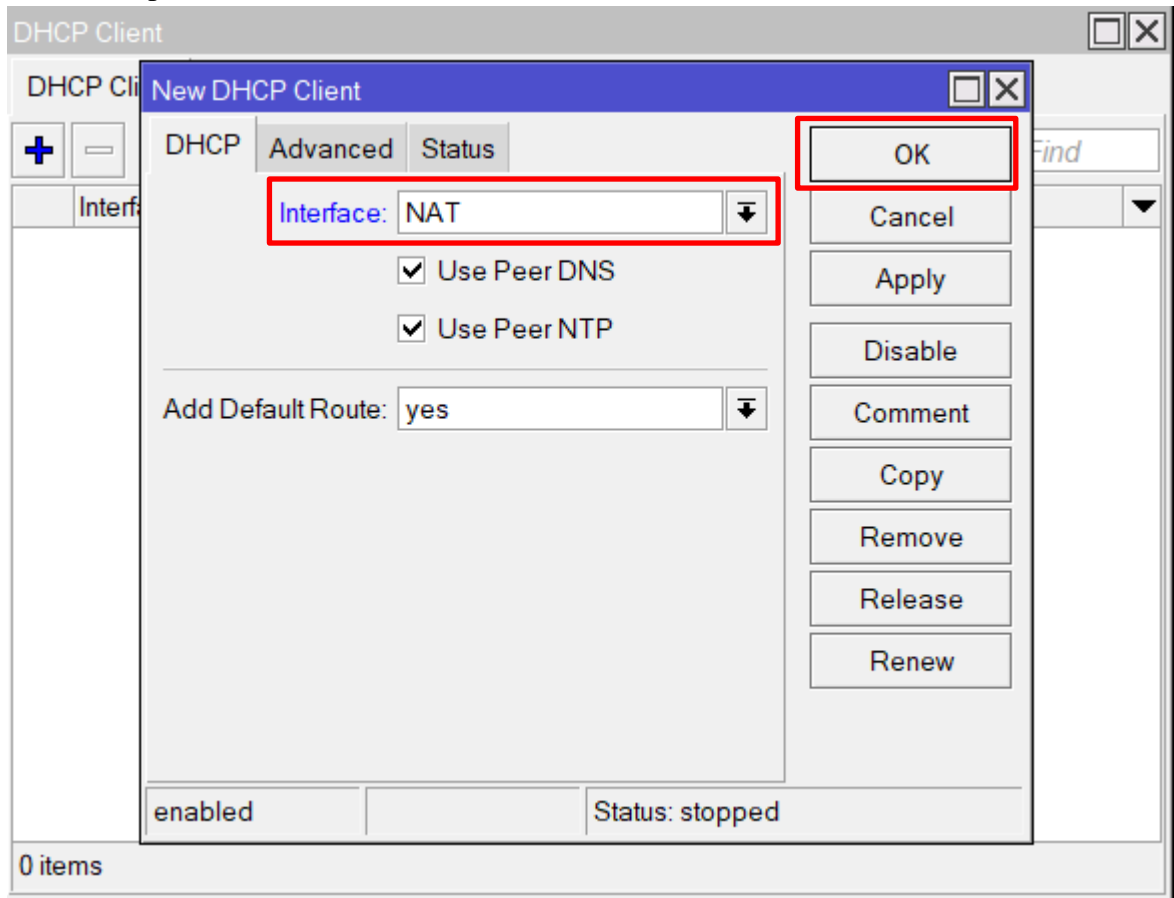 DHCP Client
DHCP Cli
New DHCP Client
DHCP Advanced Status
OK
Find
Interf
Interface: NAT
Cancel
Use Peer DNS
Apply
Use Peer NTP
Disable
Add Default Route: yes
Comment
Copy
Remove
Release
Renew
enabled
Status: stopped
0 items